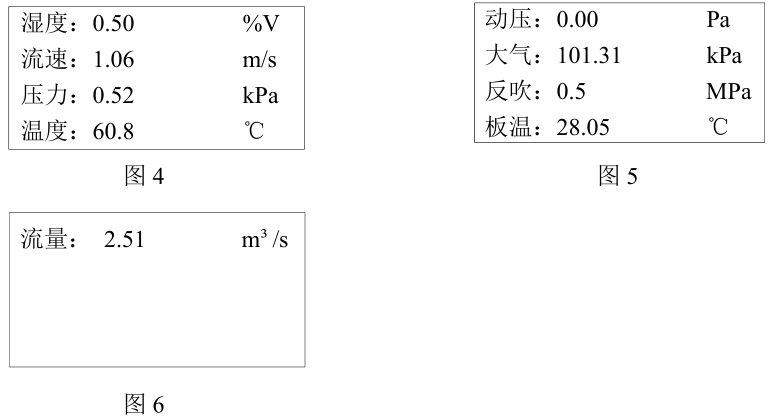 湿度：0.50 %V
流速：1.06 m/s
压力：0.52 kPa
温度：60.8 ℃
图 4
动压：0.00 Pa
大气：101.31 kPa
反吹：0.5 MPa
板温：28.05 ℃
图 5
流量： 2.51 m³/s
图 6